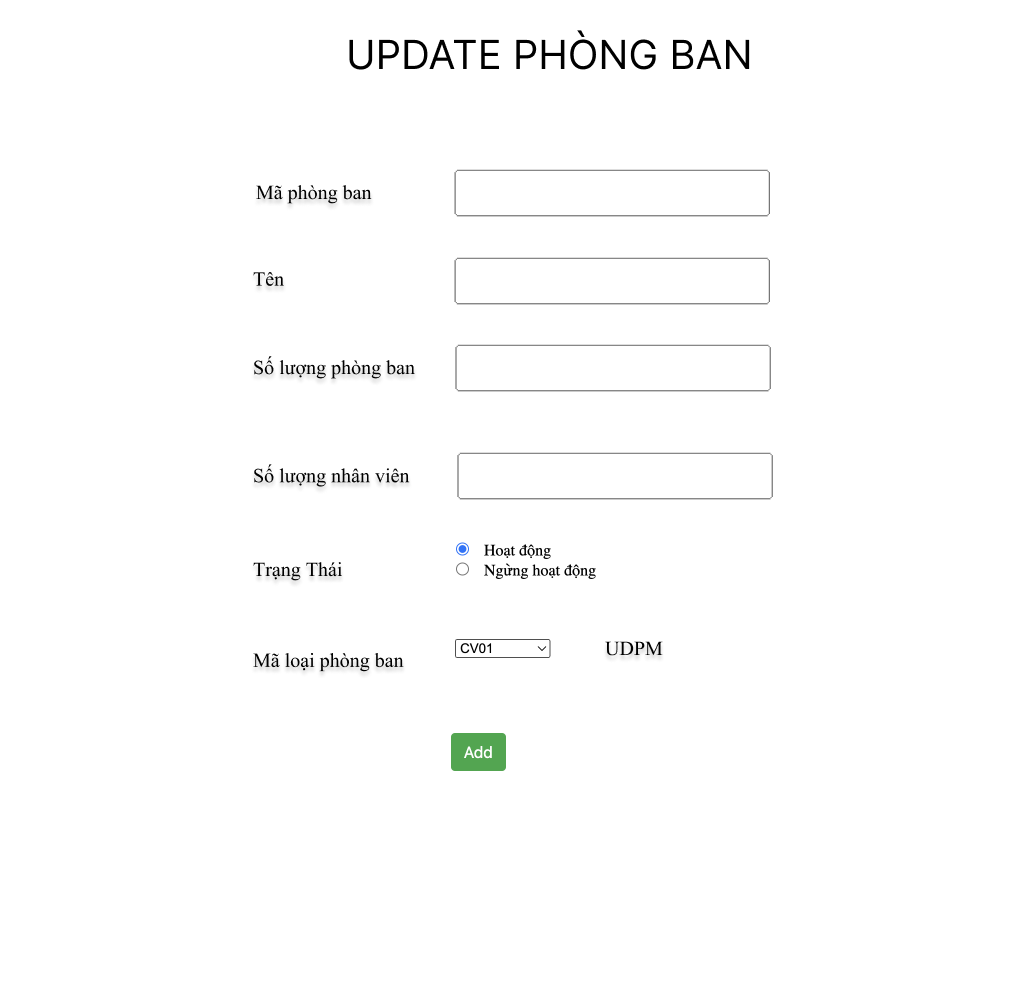 UPDATE PHÒNG BAN
Mã phòng ban
Tên
Số lượng phòng ban
Số lượng nhân viên
Trạng Thái
Hoạt động
Ngừng hoạt động
Mã loại phòng ban
CV01
UDPM
Add